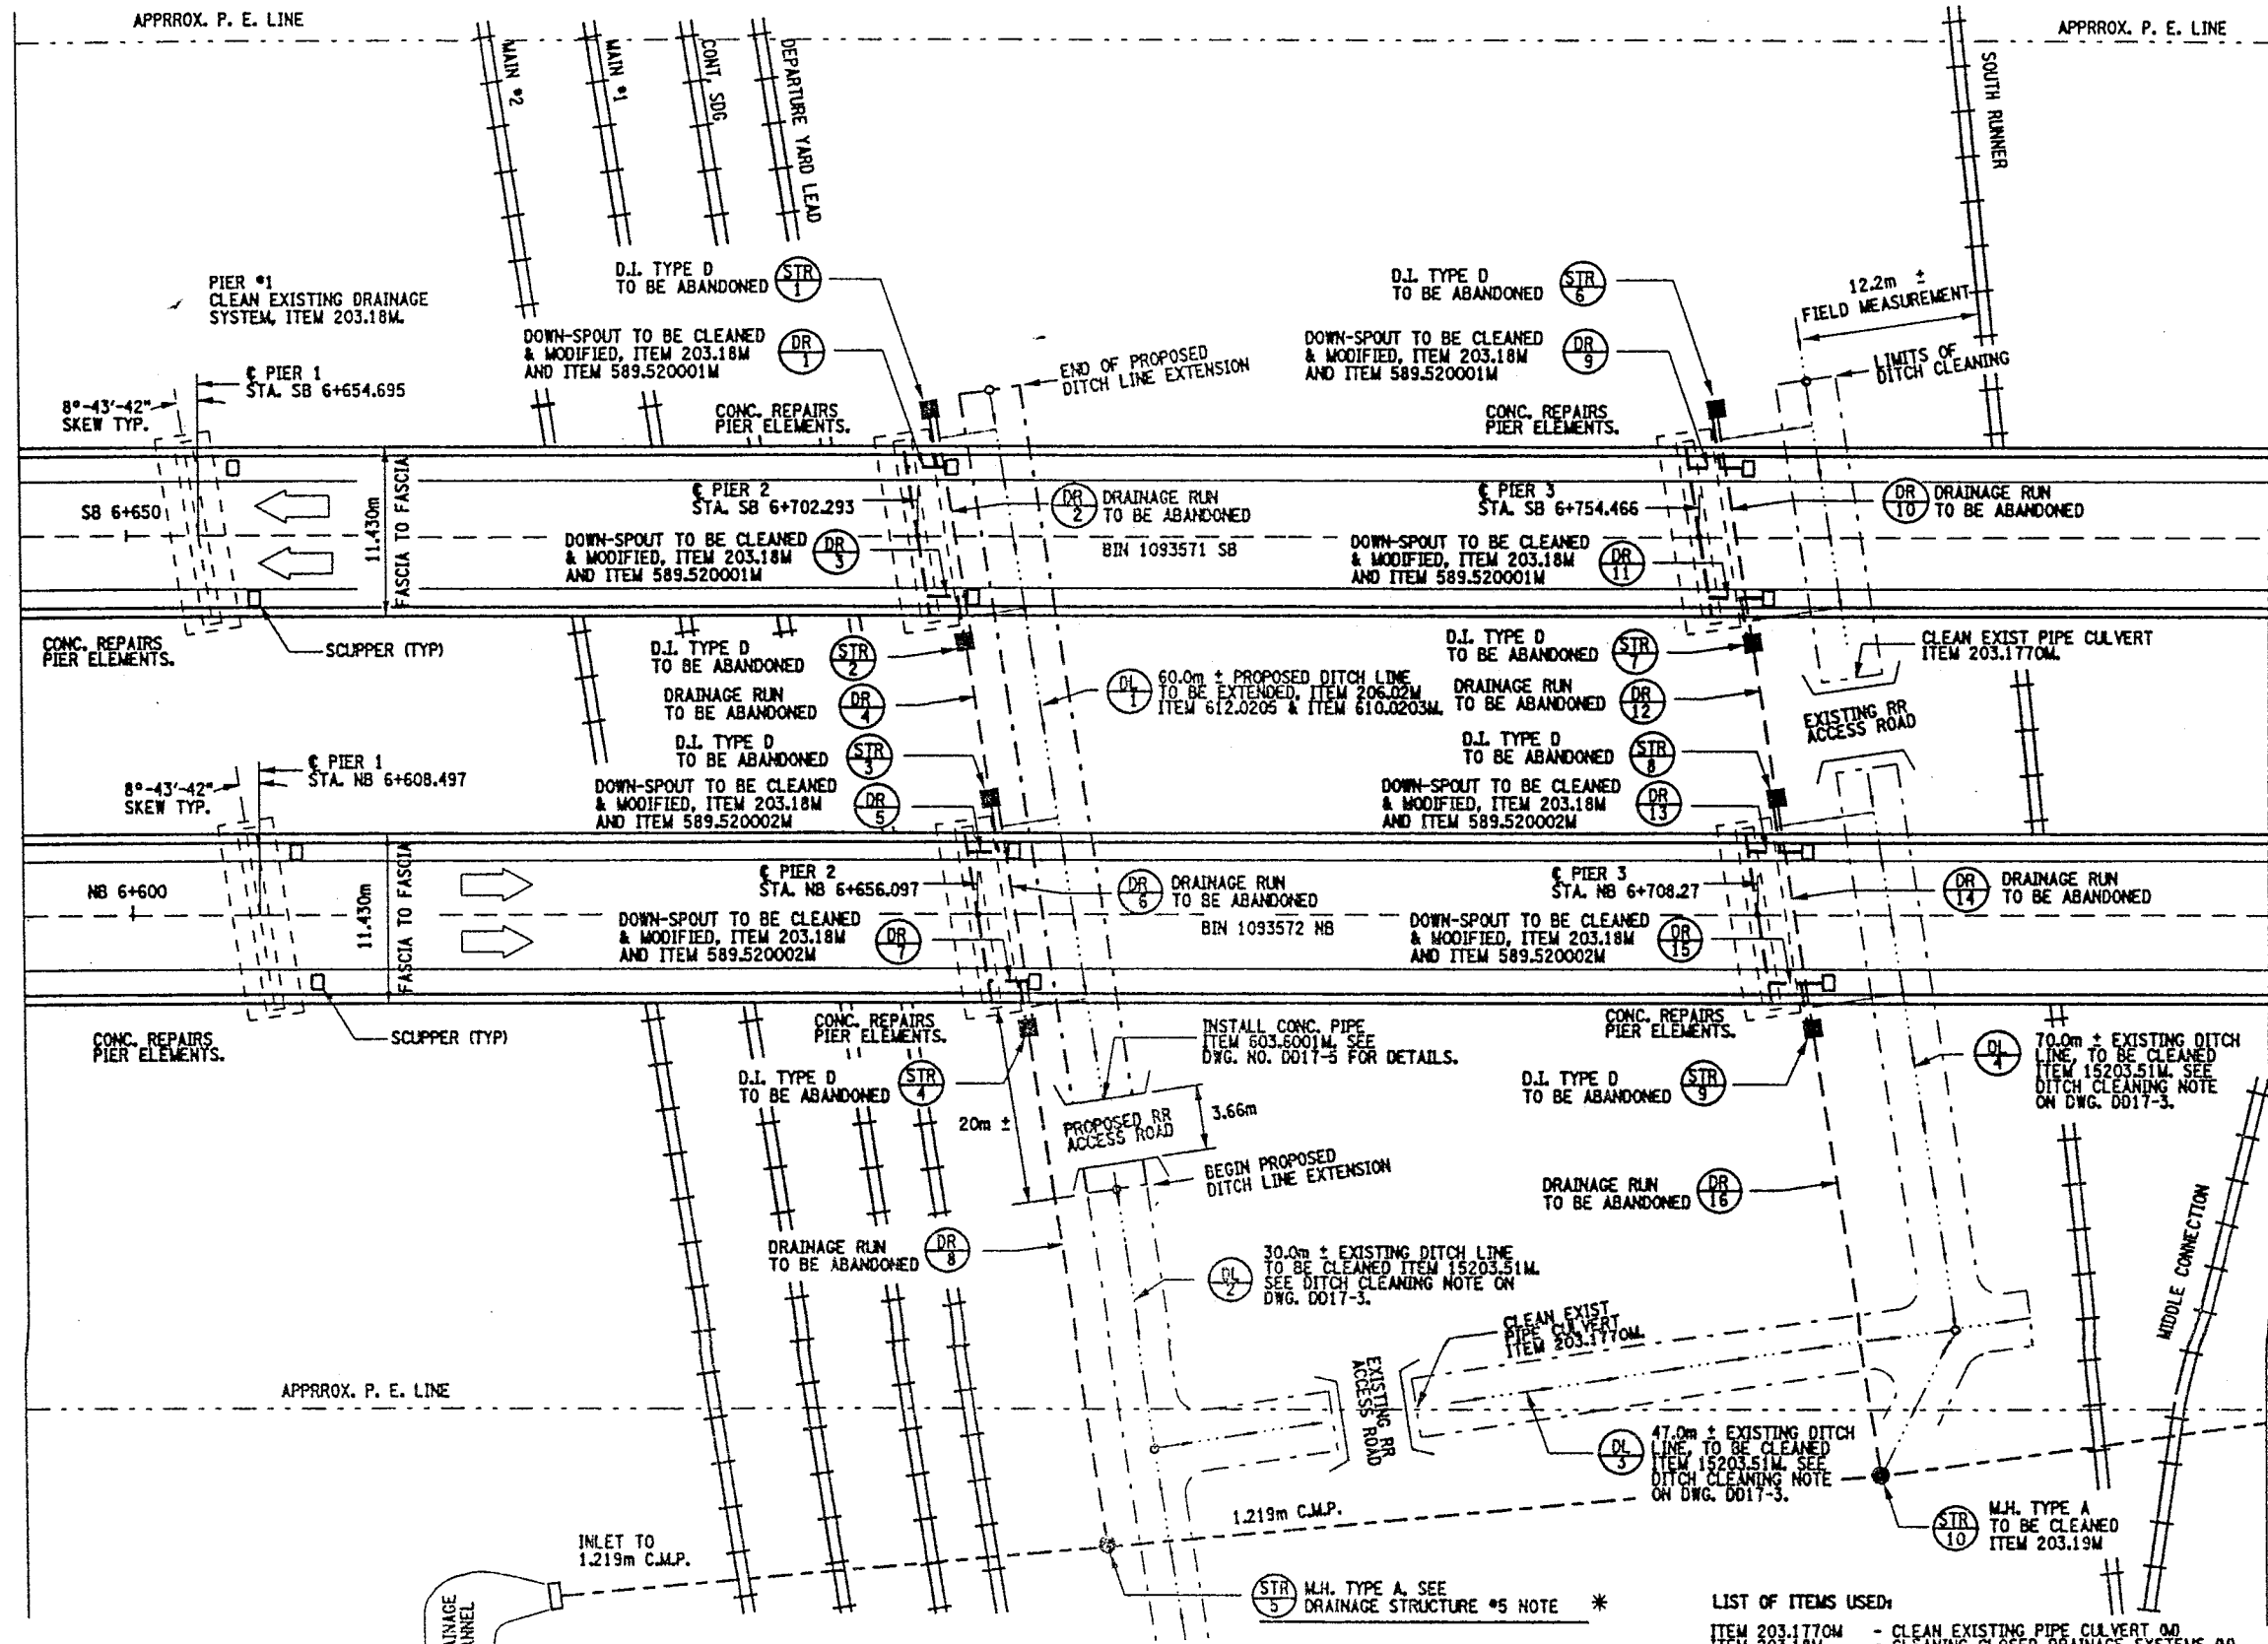 APPRROX. P. E. LINE
APPRROX. P. E. LINE
MAIN #2
MAIN #1
CONT. SDG
DEPARTURE YARD LEAD
SOUTH RUNNER
PIER #1
CLEAN EXISTING DRAINAGE
SYSTEM, ITEM 203.18M.
D.I. TYPE D
TO BE ABANDONED
STR
1
D.I. TYPE D
TO BE ABANDONED
STR
6
12.2m ±
FIELD MEASUREMENT
DOWN-SPOUT TO BE CLEANED
& MODIFIED, ITEM 203.18M
AND ITEM 589.520001M
DR
1
END OF PROPOSED
DITCH LINE EXTENSION
DOWN-SPOUT TO BE CLEANED
& MODIFIED, ITEM 203.18M
AND ITEM 589.520001M
DR
9
LIMITS OF
DITCH CLEANING
℄ PIER 1
STA. SB 6+654.695
8°-43'-42"
SKEW TYP.
CONC. REPAIRS
PIER ELEMENTS.
CONC. REPAIRS
PIER ELEMENTS.
SB 6+650
11.430m
FASCIA TO FASCIA
℄ PIER 2
STA. SB 6+702.293
DR
2
DRAINAGE RUN
TO BE ABANDONED
℄ PIER 3
STA. SB 6+754.466
DR
10
DRAINAGE RUN
TO BE ABANDONED
DOWN-SPOUT TO BE CLEANED
& MODIFIED, ITEM 203.18M
AND ITEM 589.520001M
DR
3
BIN 1093571 SB
DOWN-SPOUT TO BE CLEANED
& MODIFIED, ITEM 203.18M
AND ITEM 589.520001M
DR
11
CONC. REPAIRS
PIER ELEMENTS.
SCUPPER (TYP)
D.I. TYPE D
TO BE ABANDONED
STR
2
D.I. TYPE D
TO BE ABANDONED
STR
7
CLEAN EXIST PIPE CULVERT
ITEM 203.1770M.
DRAINAGE RUN
TO BE ABANDONED
DR
4
DL
1
60.0m ± PROPOSED DITCH LINE
TO BE EXTENDED, ITEM 206.02M
ITEM 612.0205 & ITEM 610.0203M.
DRAINAGE RUN
TO BE ABANDONED
DR
12
EXISTING RR
ACCESS ROAD
D.I. TYPE D
TO BE ABANDONED
STR
3
D.I. TYPE D
TO BE ABANDONED
STR
8
℄ PIER 1
STA. NB 6+608.497
8°-43'-42"
SKEW TYP.
DOWN-SPOUT TO BE CLEANED
& MODIFIED, ITEM 203.18M
AND ITEM 589.520002M
DR
5
DOWN-SPOUT TO BE CLEANED
& MODIFIED, ITEM 203.18M
AND ITEM 589.520002M
DR
13
NB 6+600
11.430m
FASCIA TO FASCIA
℄ PIER 2
STA. NB 6+656.097
DR
6
DRAINAGE RUN
TO BE ABANDONED
℄ PIER 3
STA. NB 6+708.27
DR
14
DRAINAGE RUN
TO BE ABANDONED
DOWN-SPOUT TO BE CLEANED
& MODIFIED, ITEM 203.18M
AND ITEM 589.520002M
DR
7
BIN 1093572 NB
DOWN-SPOUT TO BE CLEANED
& MODIFIED, ITEM 203.18M
AND ITEM 589.520002M
DR
15
CONC. REPAIRS
PIER ELEMENTS.
SCUPPER (TYP)
CONC. REPAIRS
PIER ELEMENTS.
INSTALL CONC. PIPE
ITEM 603.6001M, SEE
DWG. NO. DD17-5 FOR DETAILS.
CONC. REPAIRS
PIER ELEMENTS.
DL
4
70.0m ± EXISTING DITCH
LINE, TO BE CLEANED
ITEM 15203.51M. SEE
DITCH CLEANING NOTE
ON DWG. DD17-3.
D.I. TYPE D
TO BE ABANDONED
STR
4
D.I. TYPE D
TO BE ABANDONED
STR
9
20m ±
PROPOSED RR
ACCESS ROAD
3.66m
BEGIN PROPOSED
DITCH LINE EXTENSION
DRAINAGE RUN
TO BE ABANDONED
DR
16
DRAINAGE RUN
TO BE ABANDONED
DR
8
DL
2
30.0m ± EXISTING DITCH LINE
TO BE CLEANED ITEM 15203.51M.
SEE DITCH CLEANING NOTE ON
DWG. DD17-3.
MIDDLE CONNECTION
CLEAN EXIST
PIPE CULVERT
ITEM 203.1770M.
APPRROX. P. E. LINE
EXISTING RR
ACCESS ROAD
DL
3
47.0m ± EXISTING DITCH
LINE, TO BE CLEANED
ITEM 15203.51M. SEE
DITCH CLEANING NOTE
ON DWG. DD17-3.
1.219m C.M.P.
INLET TO
1.219m C.M.P.
STR
10
M.H. TYPE A
TO BE CLEANED
ITEM 203.19M
STR
5
M.H. TYPE A, SEE
DRAINAGE STRUCTURE #5 NOTE *
LIST OF ITEMS USED:
ITEM 203.1770M - CLEAN EXISTING PIPE CULVERT (M)
ITEM 203.18M - CLEANING CLOSED DRAINAGE SYSTEMS (M)